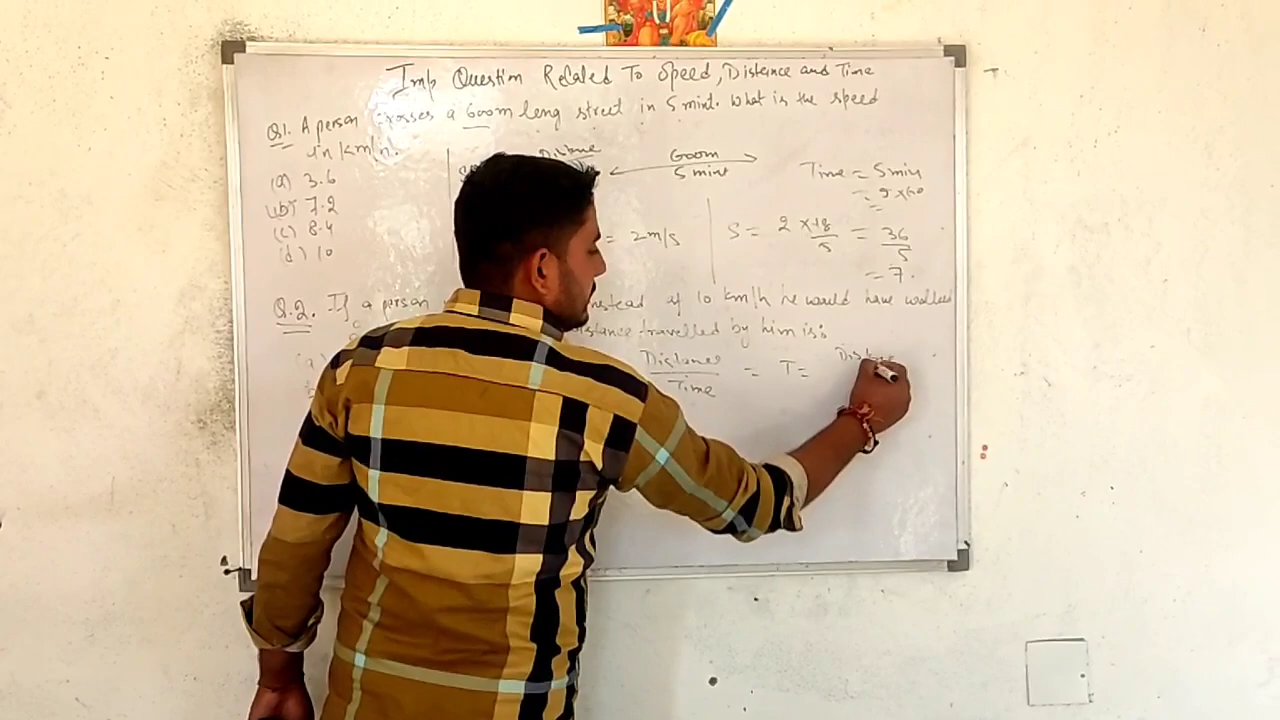 Imp Question Related To Speed, Distance and Time
Q1. A person crosses a 600m long street in 5 mint. What is the speed
in km/h.
(a) 3.6
(b) 7.2
(c) 8.4
(d) 10
600m
5 mint
Time = 5 min
= 5 x 60
= 2 m/s
S = 2 x 18/5 = 36/5
= 7.
Q.2. If a person instead of 10 km/h he would have walked
distance travelled by him is:
(a)
Distance
Time
= T =